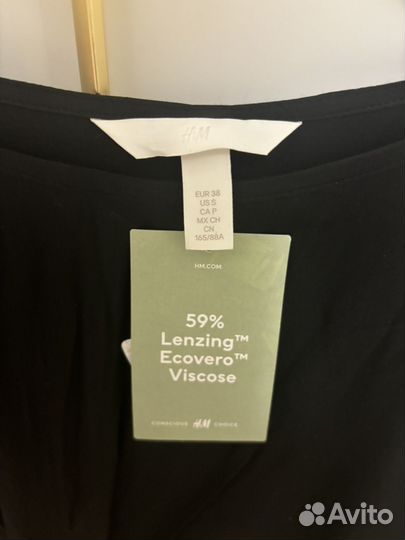 H&M
EUR 38
US S
CA P
MX CH
CN
165/88A
HM.COM
59%
Lenzing™
Ecovero™
Viscose
CONSCIOUS H&M CHOICE
Avito